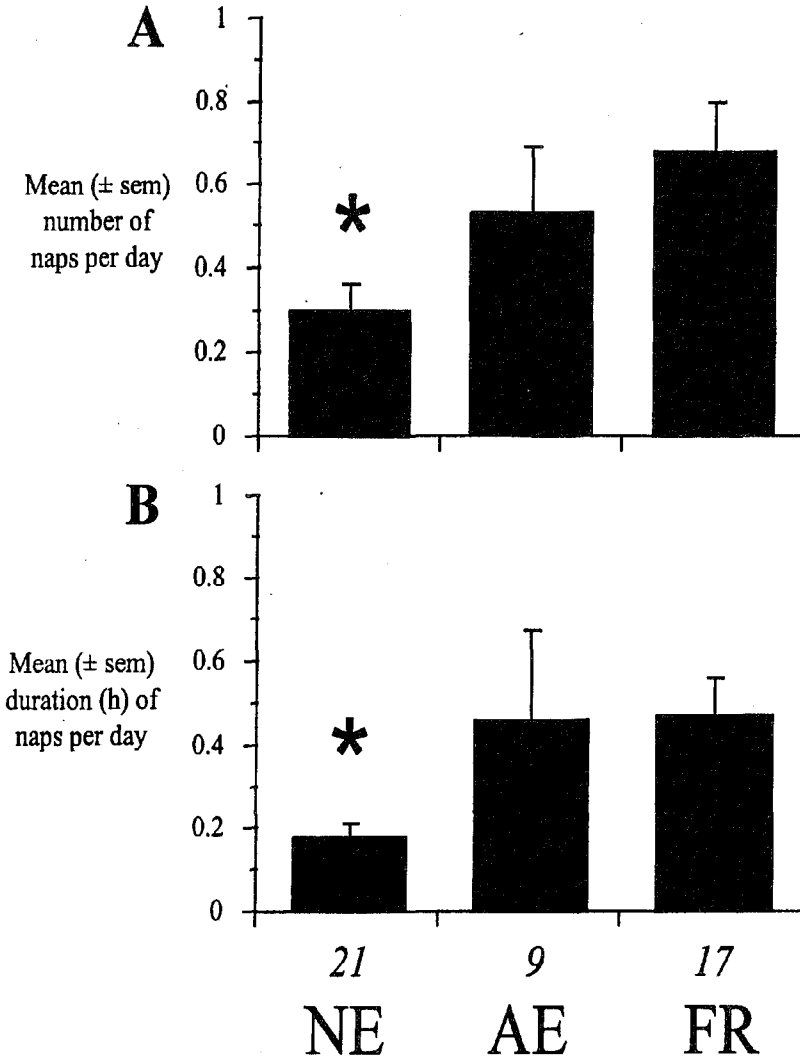 A
1
0.8
0.6
0.4
0.2
0
Mean (± sem)
number of
naps per day
*
B
1
0.8
0.6
0.4
0.2
0
Mean (± sem)
duration (h) of
naps per day
*
21 9 17
NE AE FR